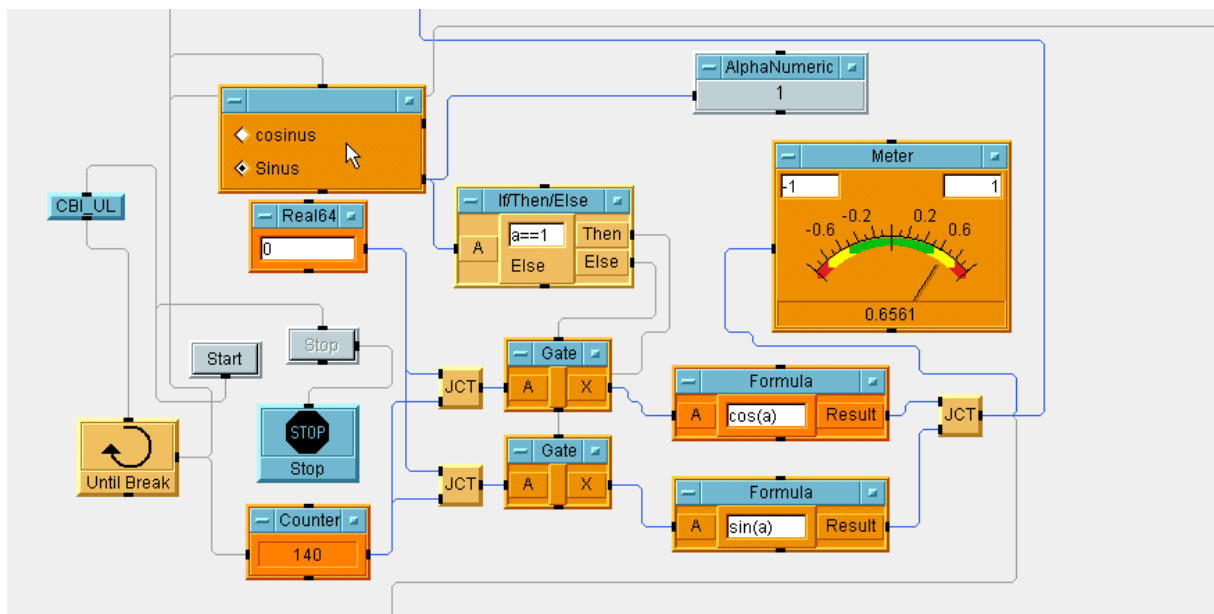 AlphaNumeric
1
cosinus
Sinus
Meter
-1 1
-0.6 -0.2 0.2 0.6
0.6561
CBI_UL
Real64
0
If/Then/Else
A a==1 Then
Else Else
Start
Stop
Gate
A X
JCT
Formula
A cos(a) Result
JCT
STOP
Stop
Until Break
Gate
A X
JCT
Formula
A sin(a) Result
Counter
140